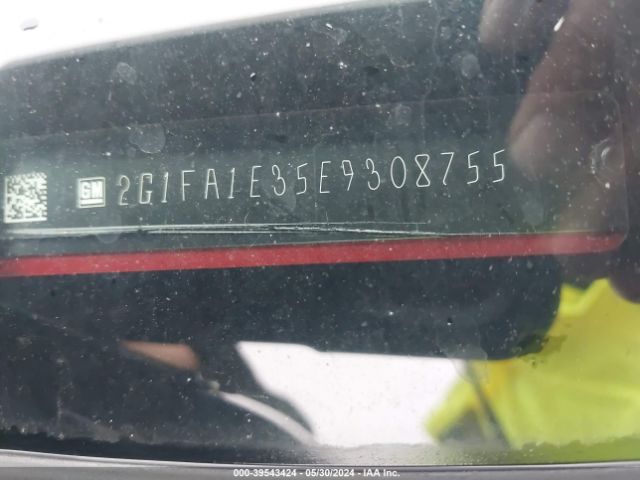 GM 2G1FA1E35E9308755
000-39543424 - 05/30/2024 - IAA Inc.